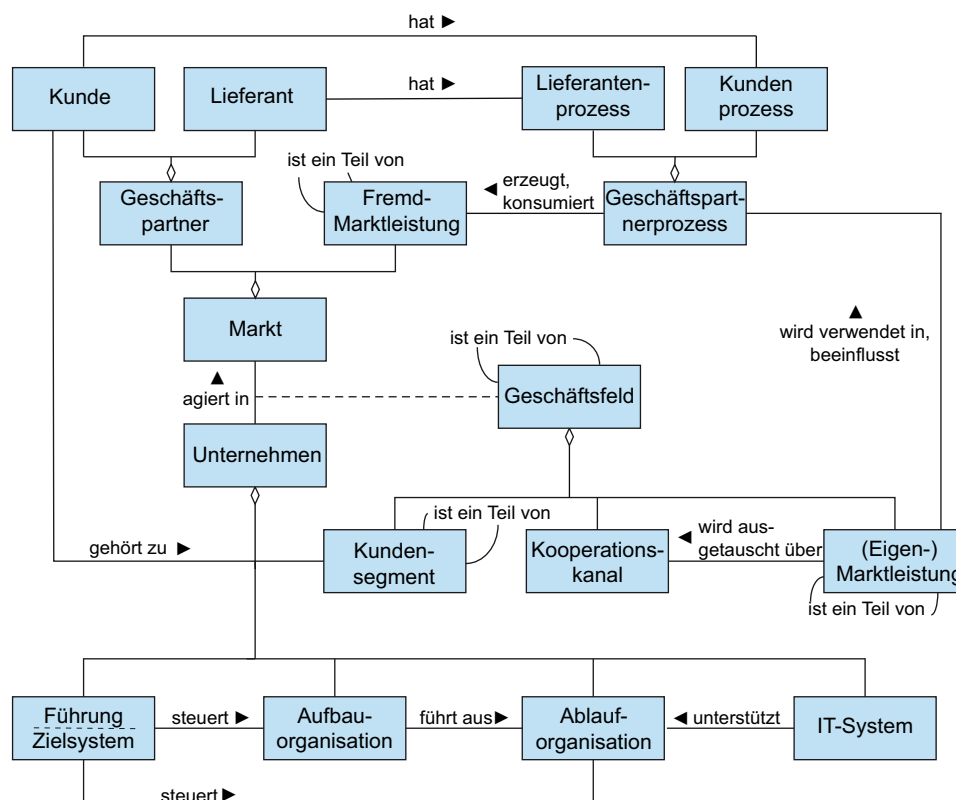 hat ►
Kunde
Lieferant
hat ►
Lieferanten-
prozess
Kunden
prozess
ist ein Teil von
Geschäfts-
partner
Fremd-
Marktleistung
◄ erzeugt,
konsumiert
Geschäftspart-
nerprozess
Markt
▲
wird verwendet in,
beeinflusst
ist ein Teil von
▲
agiert in
Geschäftsfeld
Unternehmen
ist ein Teil von
gehört zu ►
Kunden-
segment
Kooperations-
kanal
◄ wird aus-
getauscht über
(Eigen-)
Marktleistung
ist ein Teil von
Führung
Zielsystem
steuert ►
Aufbau-
organisation
führt aus►
Ablauf-
organisation
◄ unterstützt
IT-System
steuert►